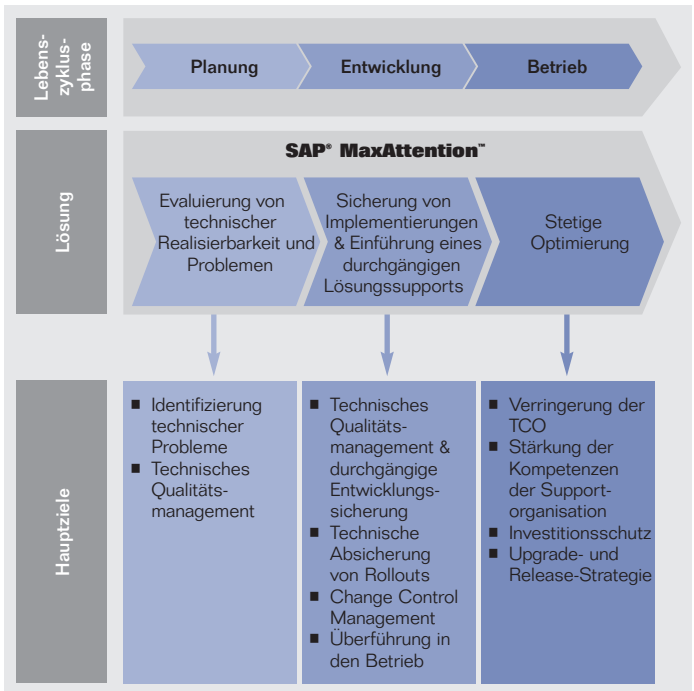 Lebens-
zyklus-
phase
Planung
Entwicklung
Betrieb
Lösung
SAP® MaxAttention™
Evaluierung von
technischer
Realisierbarkeit und
Problemen
Sicherung von
Implementierungen
& Einführung eines
durchgängigen
Lösungssupports
Stetige
Optimierung
Hauptziele
■ Identifizierung
technischer
Probleme
■ Technisches
Qualitäts-
management
■ Technisches
Qualitäts-
management &
durchgängige
Entwicklungs-
sicherung
■ Technische
Absicherung
von Rollouts
■ Change Control
Management
■ Überführung in
den Betrieb
■ Verringerung der
TCO
■ Stärkung der
Kompetenzen
der Support-
organisation
■ Investitionsschutz
■ Upgrade- und
Release-Strategie